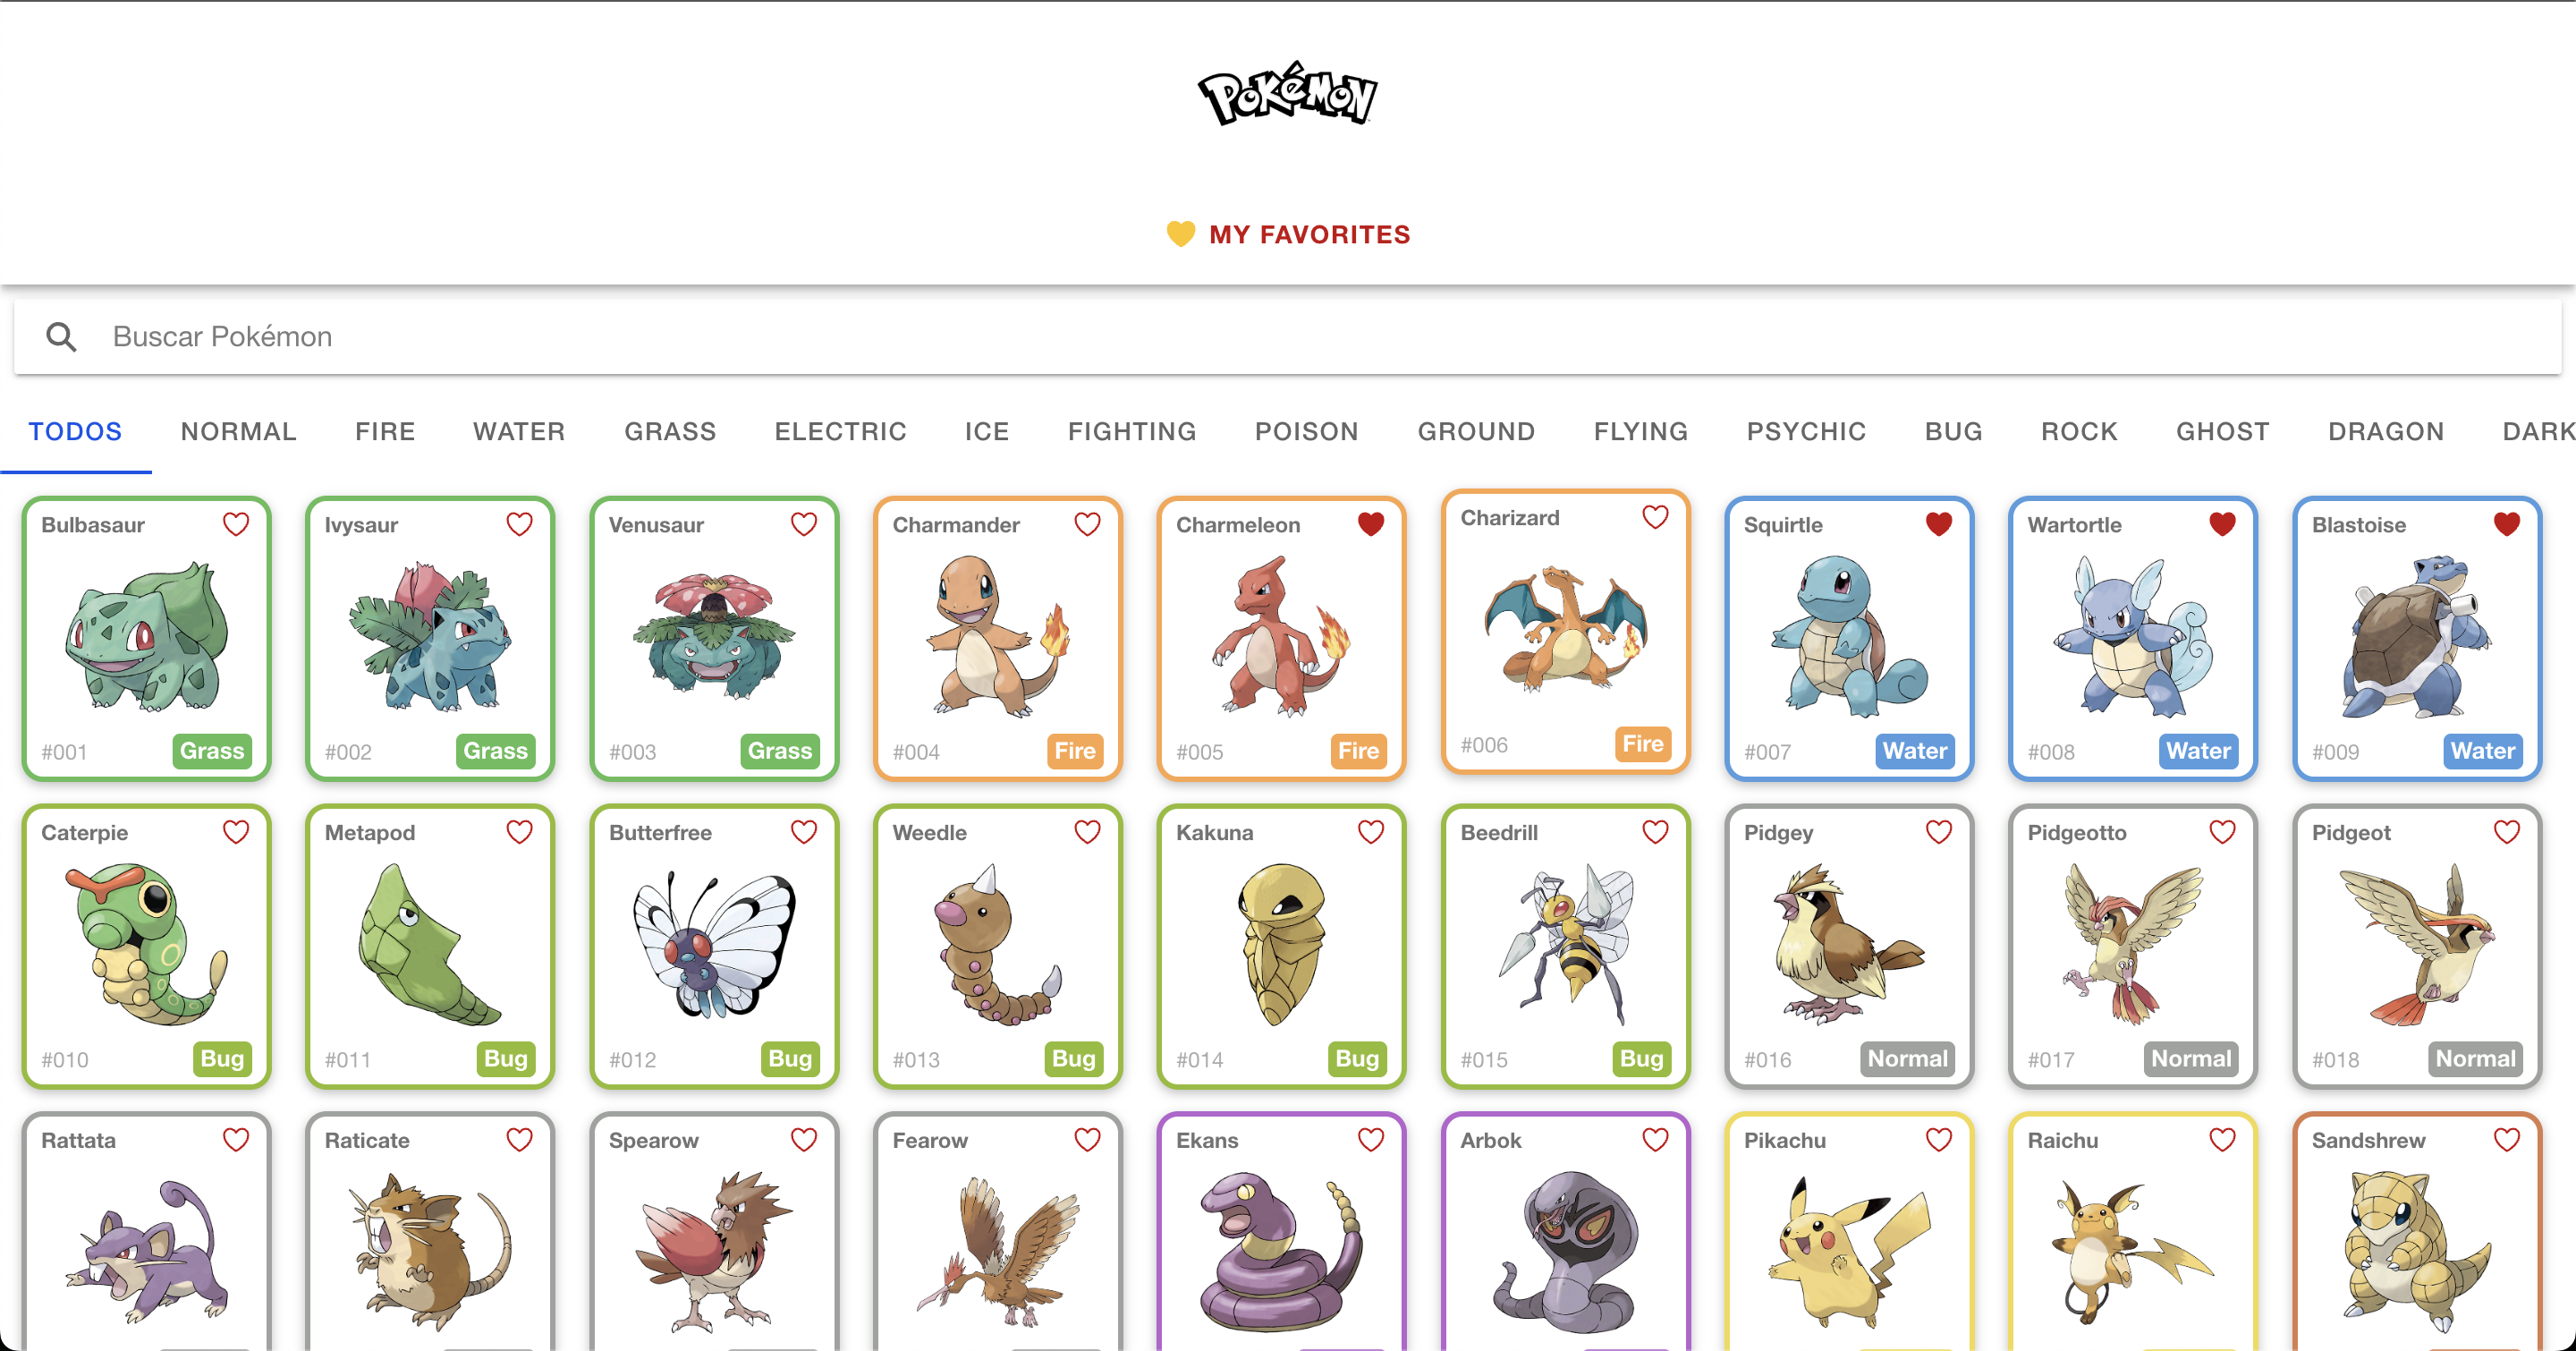 POKéMON
MY FAVORITES
Buscar Pokémon
TODOS NORMAL FIRE WATER GRASS ELECTRIC ICE FIGHTING POISON GROUND FLYING PSYCHIC BUG ROCK GHOST DRAGON DARK
Bulbasaur Ivysaur Venusaur Charmander Charmeleon Charizard Squirtle Wartortle Blastoise
#001 Grass #002 Grass #003 Grass #004 Fire #005 Fire #006 Fire #007 Water #008 Water #009 Water
Caterpie Metapod Butterfree Weedle Kakuna Beedrill Pidgey Pidgeotto Pidgeot
#010 Bug #011 Bug #012 Bug #013 Bug #014 Bug #015 Bug #016 Normal #017 Normal #018 Normal
Rattata Raticate Spearow Fearow Ekans Arbok Pikachu Raichu Sandshrew